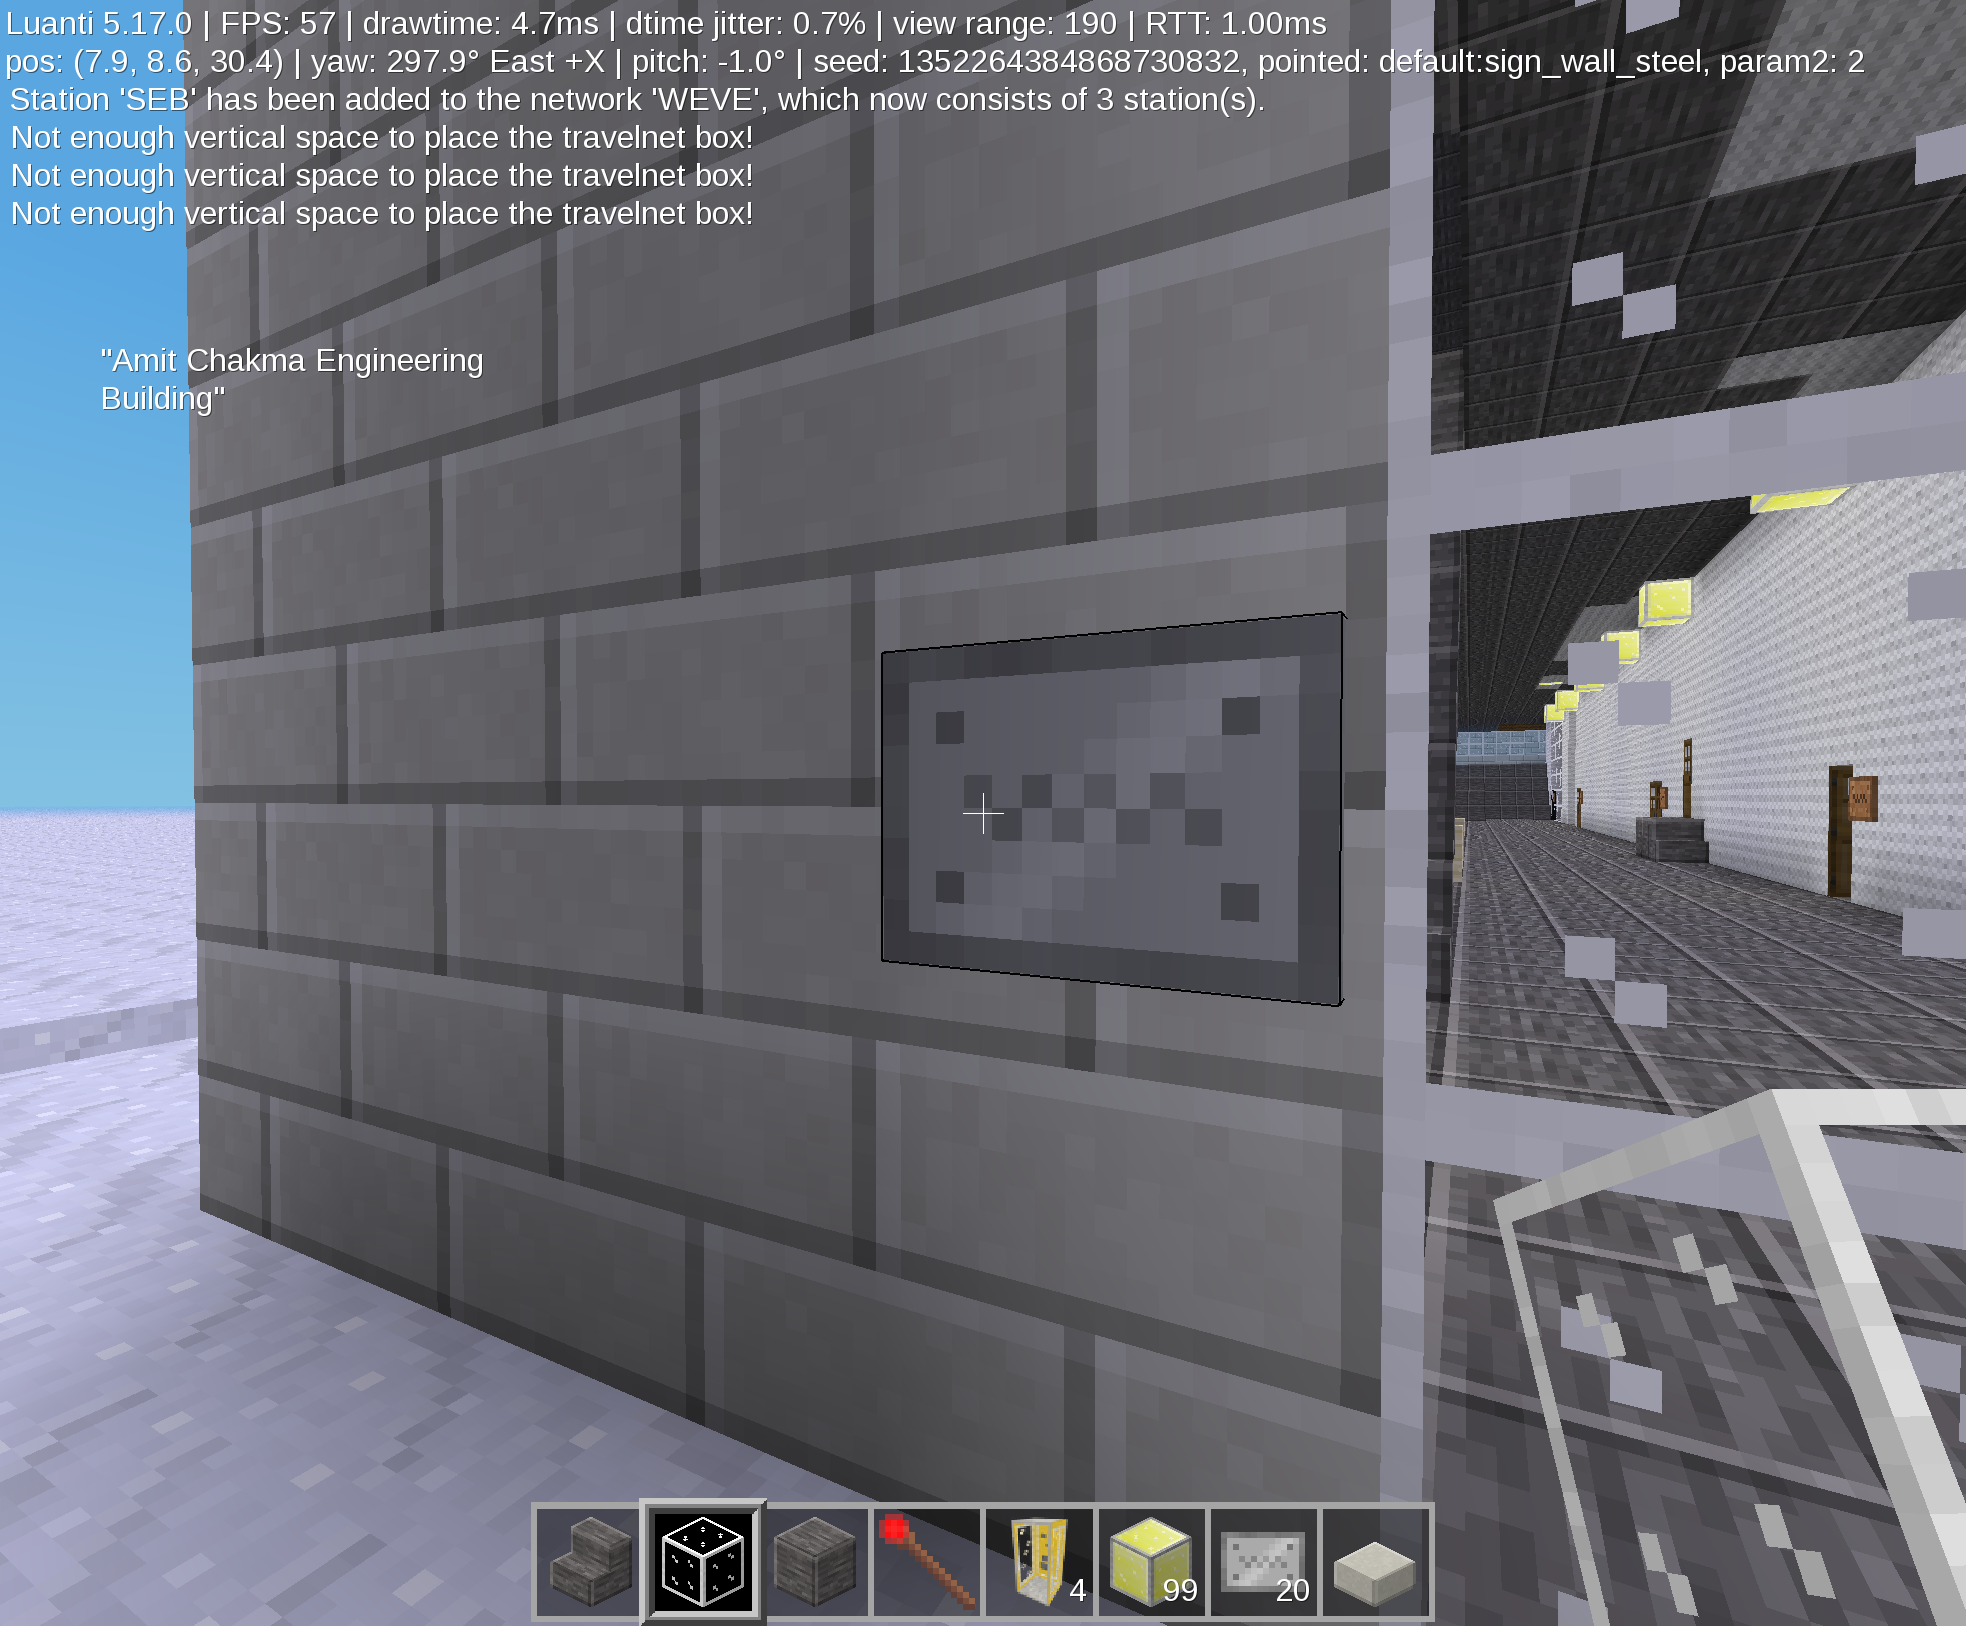 Luanti 5.17.0 | FPS: 57 | drawtime: 4.7ms | dtime jitter: 0.7% | view range: 190 | RTT: 1.00ms
pos: (7.9, 8.6, 30.4) | yaw: 297.9° East +X | pitch: -1.0° | seed: 1352264384868730832, pointed: default:sign_wall_steel, param2: 2
Station 'SEB' has been added to the network 'WEVE', which now consists of 3 station(s).
Not enough vertical space to place the travelnet box!
Not enough vertical space to place the travelnet box!
Not enough vertical space to place the travelnet box!
"Amit Chakma Engineering
Building"
4
99
20